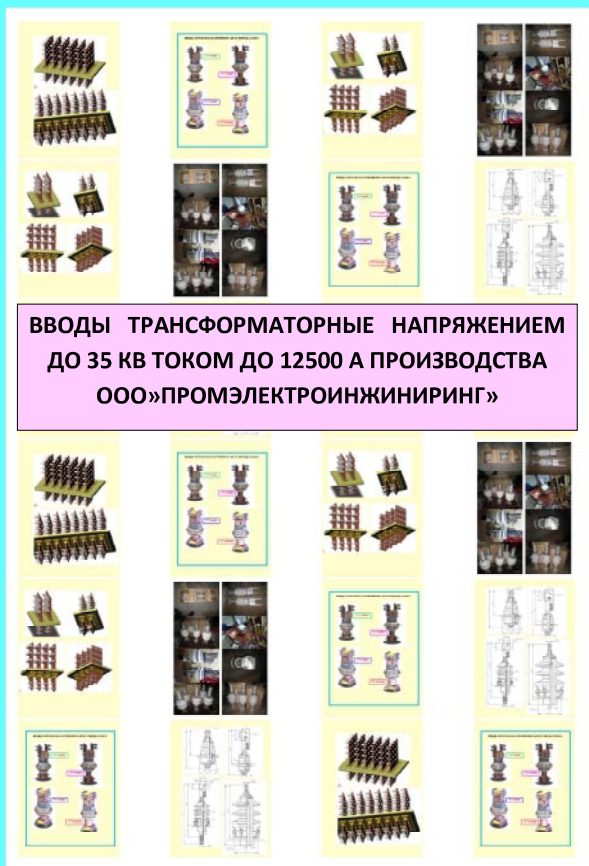 ВВОДЫ ТРАНСФОРМАТОРНЫЕ НАПРЯЖЕНИЕМ
ДО 35 КВ ТОКОМ ДО 12500 А ПРОИЗВОДСТВА
ООО»ПРОМЭЛЕКТРОИНЖИНИРИНГ»